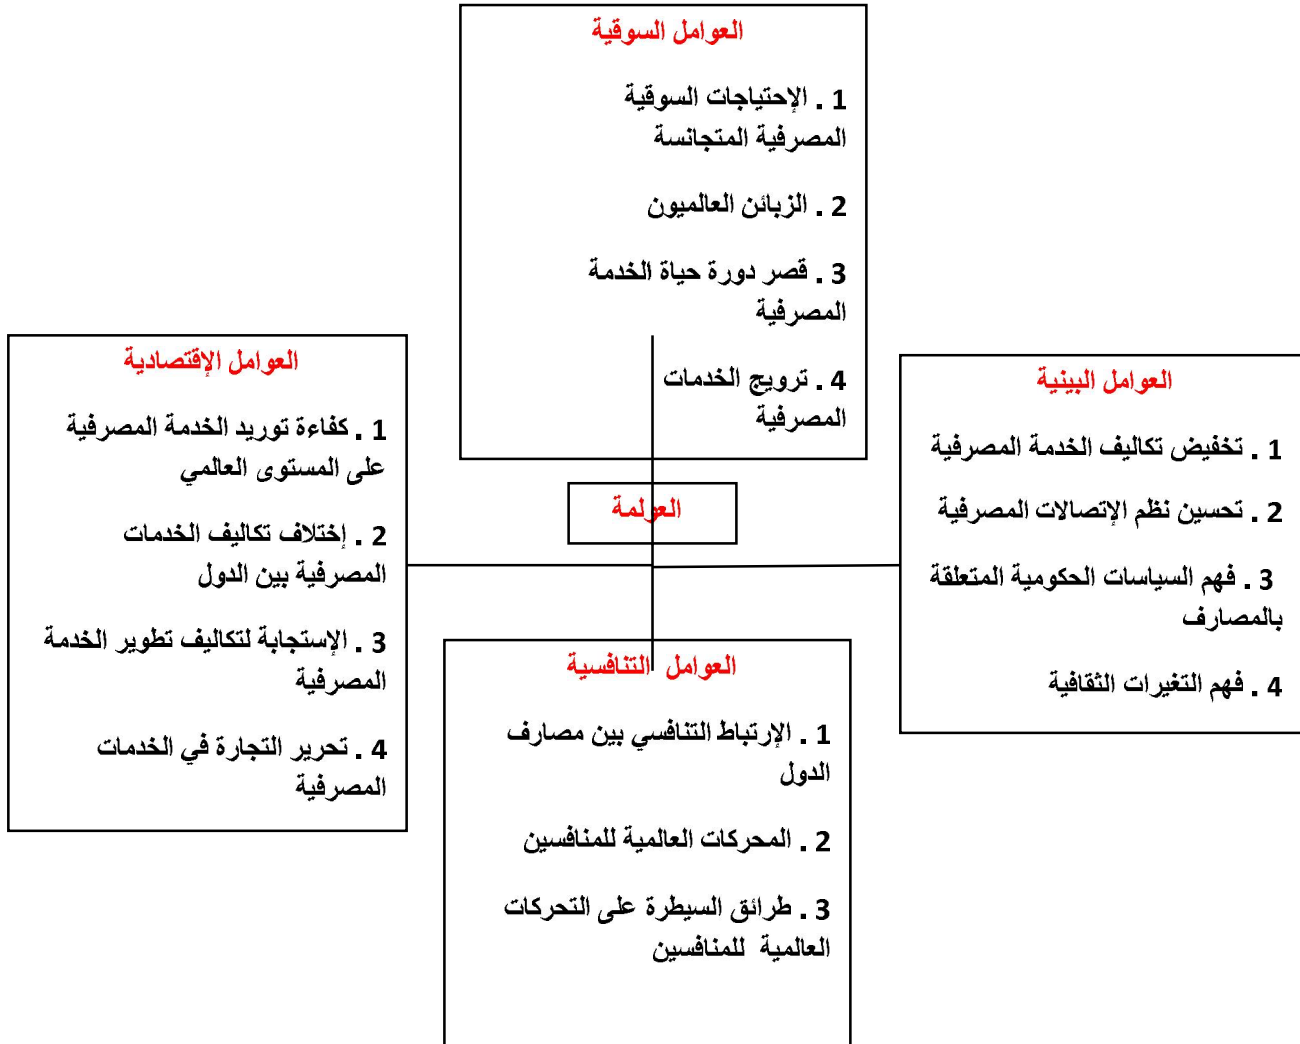 العوامل السوقية
1 . الإحتياجات السوقية
المصرفية المتجانسة
2 . الزبائن العالميون
3 . قصر دورة حياة الخدمة
المصرفية
4 . ترويج الخدمات
المصرفية
العوامل البيئية
1 . تخفيض تكاليف الخدمة المصرفية
2 . تحسين نظم الإتصالات المصرفية
3 . فهم السياسات الحكومية المتعلقة
بالمصارف
4 . فهم التغيرات الثقافية
العولمة
العوامل الإقتصادية
1 . كفاءة توريد الخدمة المصرفية
على المستوى العالمي
2 . إختلاف تكاليف الخدمات
المصرفية بين الدول
3 . الإستجابة لتكاليف تطوير الخدمة
المصرفية
4 . تحرير التجارة في الخدمات
المصرفية
العوامل التنافسية
1 . الإرتباط التنافسي بين مصارف
الدول
2 . المحركات العالمية للمنافسين
3 . طرائق السيطرة على التحركات
العالمية للمنافسين